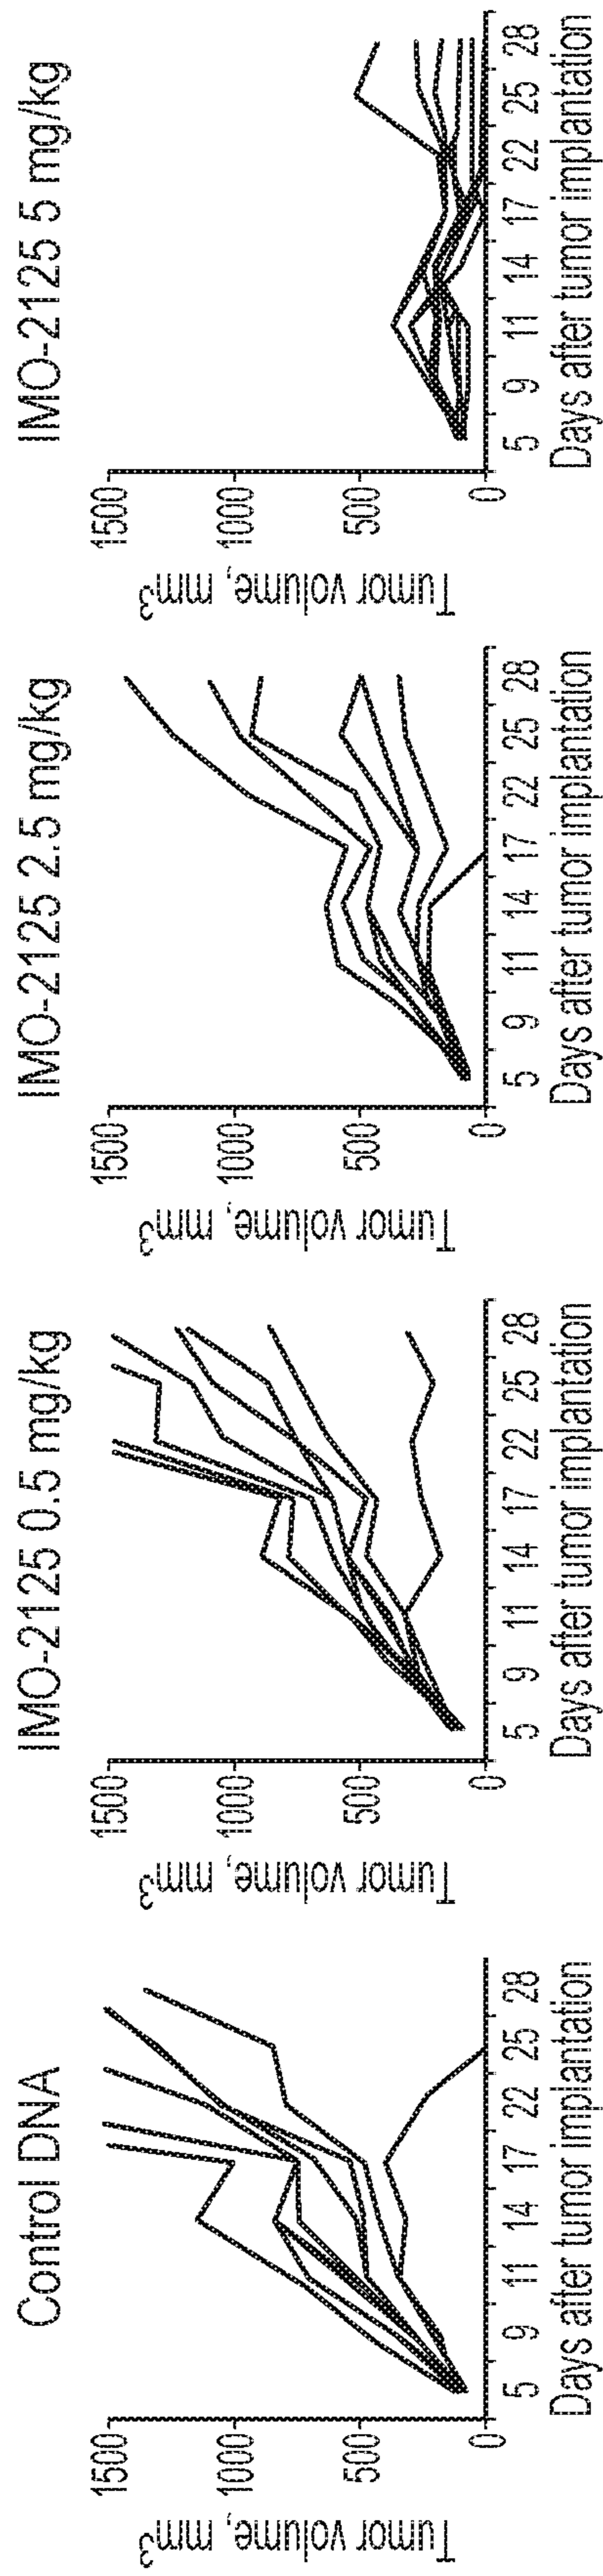 Control DNA
Tumor volume, mm³
1500
1000
500
0
5 9 11 14 17 22 25 28
Days after tumor implantation
IMO-2125 0.5 mg/kg
Tumor volume, mm³
1500
1000
500
0
5 9 11 14 17 22 25 28
Days after tumor implantation
IMO-2125 2.5 mg/kg
Tumor volume, mm³
1500
1000
500
0
5 9 11 14 17 22 25 28
Days after tumor implantation
IMO-2125 5 mg/kg
Tumor volume, mm³
1500
1000
500
0
5 9 11 14 17 22 25 28
Days after tumor implantation